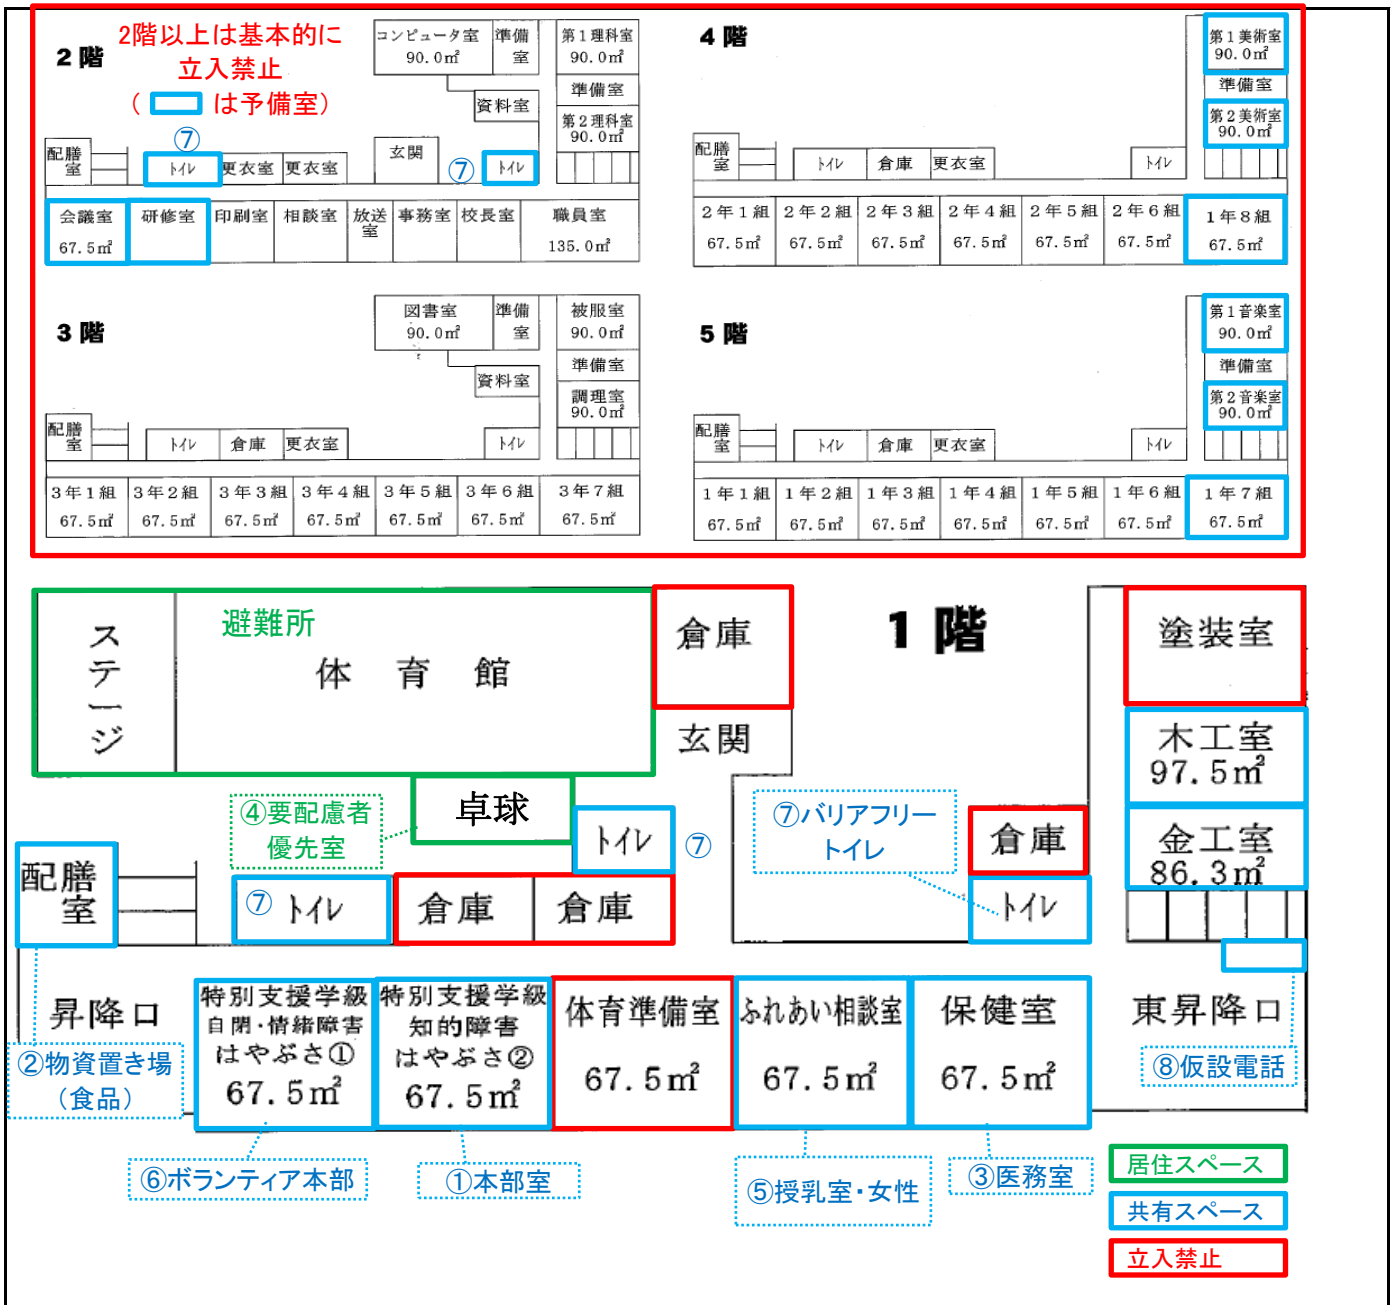 2階以上は基本的に
立入禁止
( は予備室)
2 階
コンピュータ室
90.0㎡
準備
室
第1理科室
90.0㎡
準備室
第2理科室
90.0㎡
資料室
⑦
配膳
室
トイレ
更衣室
更衣室
玄関
⑦
トイレ
会議室
67.5㎡
研修室
印刷室
相談室
放送
室
事務室
校長室
職員室
135.0㎡
4 階
第1美術室
90.0㎡
準備室
第2美術室
90.0㎡
配膳
室
トイレ
倉庫
更衣室
トイレ
2年1組
67.5㎡
2年2組
67.5㎡
2年3組
67.5㎡
2年4組
67.5㎡
2年5組
67.5㎡
2年6組
67.5㎡
1年8組
67.5㎡
3 階
図書室
90.0㎡
準備
室
被服室
90.0㎡
準備室
調理室
90.0㎡
資料室
配膳
室
トイレ
倉庫
更衣室
トイレ
3年1組
67.5㎡
3年2組
67.5㎡
3年3組
67.5㎡
3年4組
67.5㎡
3年5組
67.5㎡
3年6組
67.5㎡
3年7組
67.5㎡
5 階
第1音楽室
90.0㎡
準備室
第2音楽室
90.0㎡
配膳
室
トイレ
倉庫
更衣室
トイレ
1年1組
67.5㎡
1年2組
67.5㎡
1年3組
67.5㎡
1年4組
67.5㎡
1年5組
67.5㎡
1年6組
67.5㎡
1年7組
67.5㎡
1 階
ステージ
避難所
体 育 館
倉庫
玄関
塗装室
木工室
97.5㎡
金工室
86.3㎡
卓球
④要配慮者
優先室
トイレ
⑦
⑦バリアフリー
トイレ
倉庫
トイレ
配膳
室
⑦
トイレ
倉庫
倉庫
昇降口
②物資置き場
(食品)
特別支援学級
自閉・情緒障害
はやぶさ①
67.5㎡
特別支援学級
知的障害
はやぶさ②
67.5㎡
体育準備室
67.5㎡
ふれあい相談室
67.5㎡
保健室
67.5㎡
東昇降口
⑧仮設電話
⑥ボランティア本部
①本部室
⑤授乳室・女性
③医務室
居住スペース
共有スペース
立入禁止